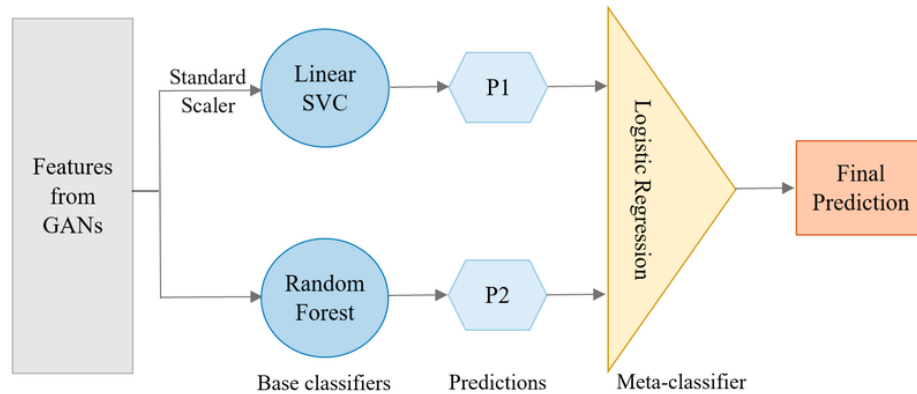 Features
from
GANs
Standard
Scaler
Linear
SVC
P1
Random
Forest
P2
Logistic Regression
Final
Prediction
Base classifiers
Predictions
Meta-classifier